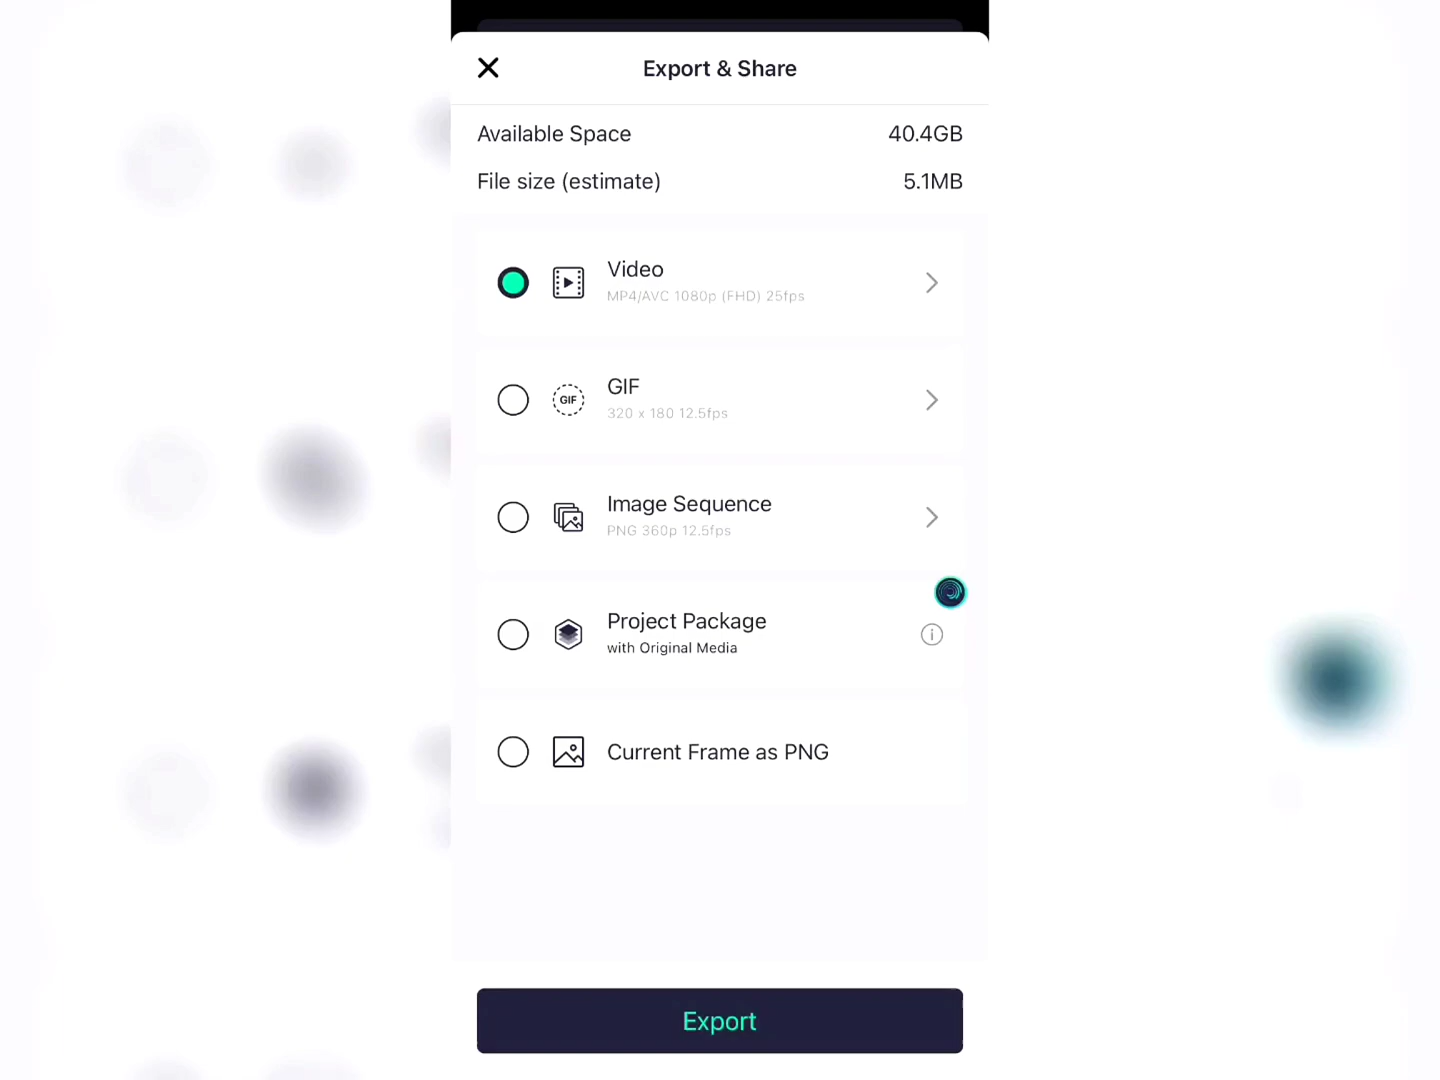 Export & Share
Available Space 40.4GB
File size (estimate) 5.1MB
Video
MP4/AVC 1080p (FHD) 25fps
GIF
GIF
320 x 180 12.5fps
Image Sequence
PNG 360p 12.5fps
Project Package
with Original Media
Current Frame as PNG
Export